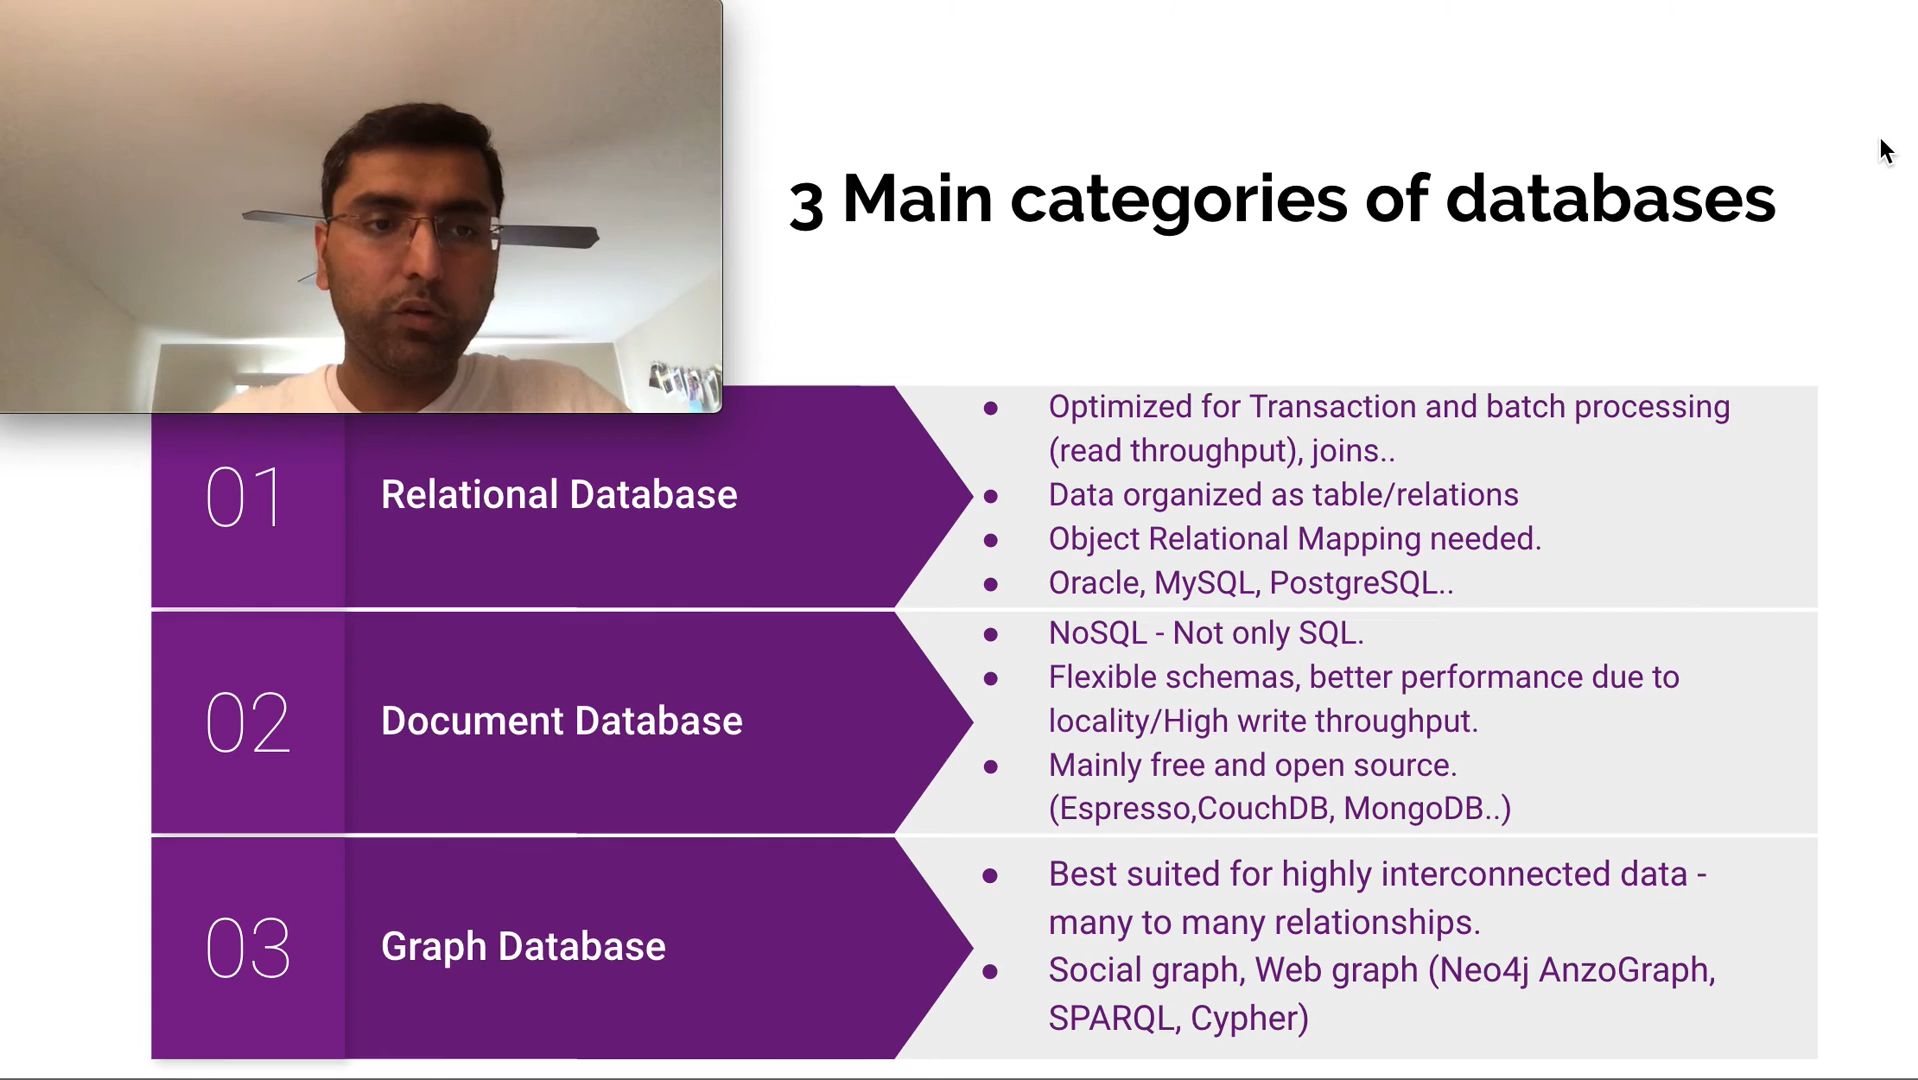 3 Main categories of databases
01
Relational Database
● Optimized for Transaction and batch processing
(read throughput), joins..
● Data organized as table/relations
● Object Relational Mapping needed.
● Oracle, MySQL, PostgreSQL..
02
Document Database
● NoSQL - Not only SQL.
● Flexible schemas, better performance due to
locality/High write throughput.
● Mainly free and open source.
(Espresso,CouchDB, MongoDB..)
03
Graph Database
● Best suited for highly interconnected data -
many to many relationships.
● Social graph, Web graph (Neo4j AnzoGraph,
SPARQL, Cypher)